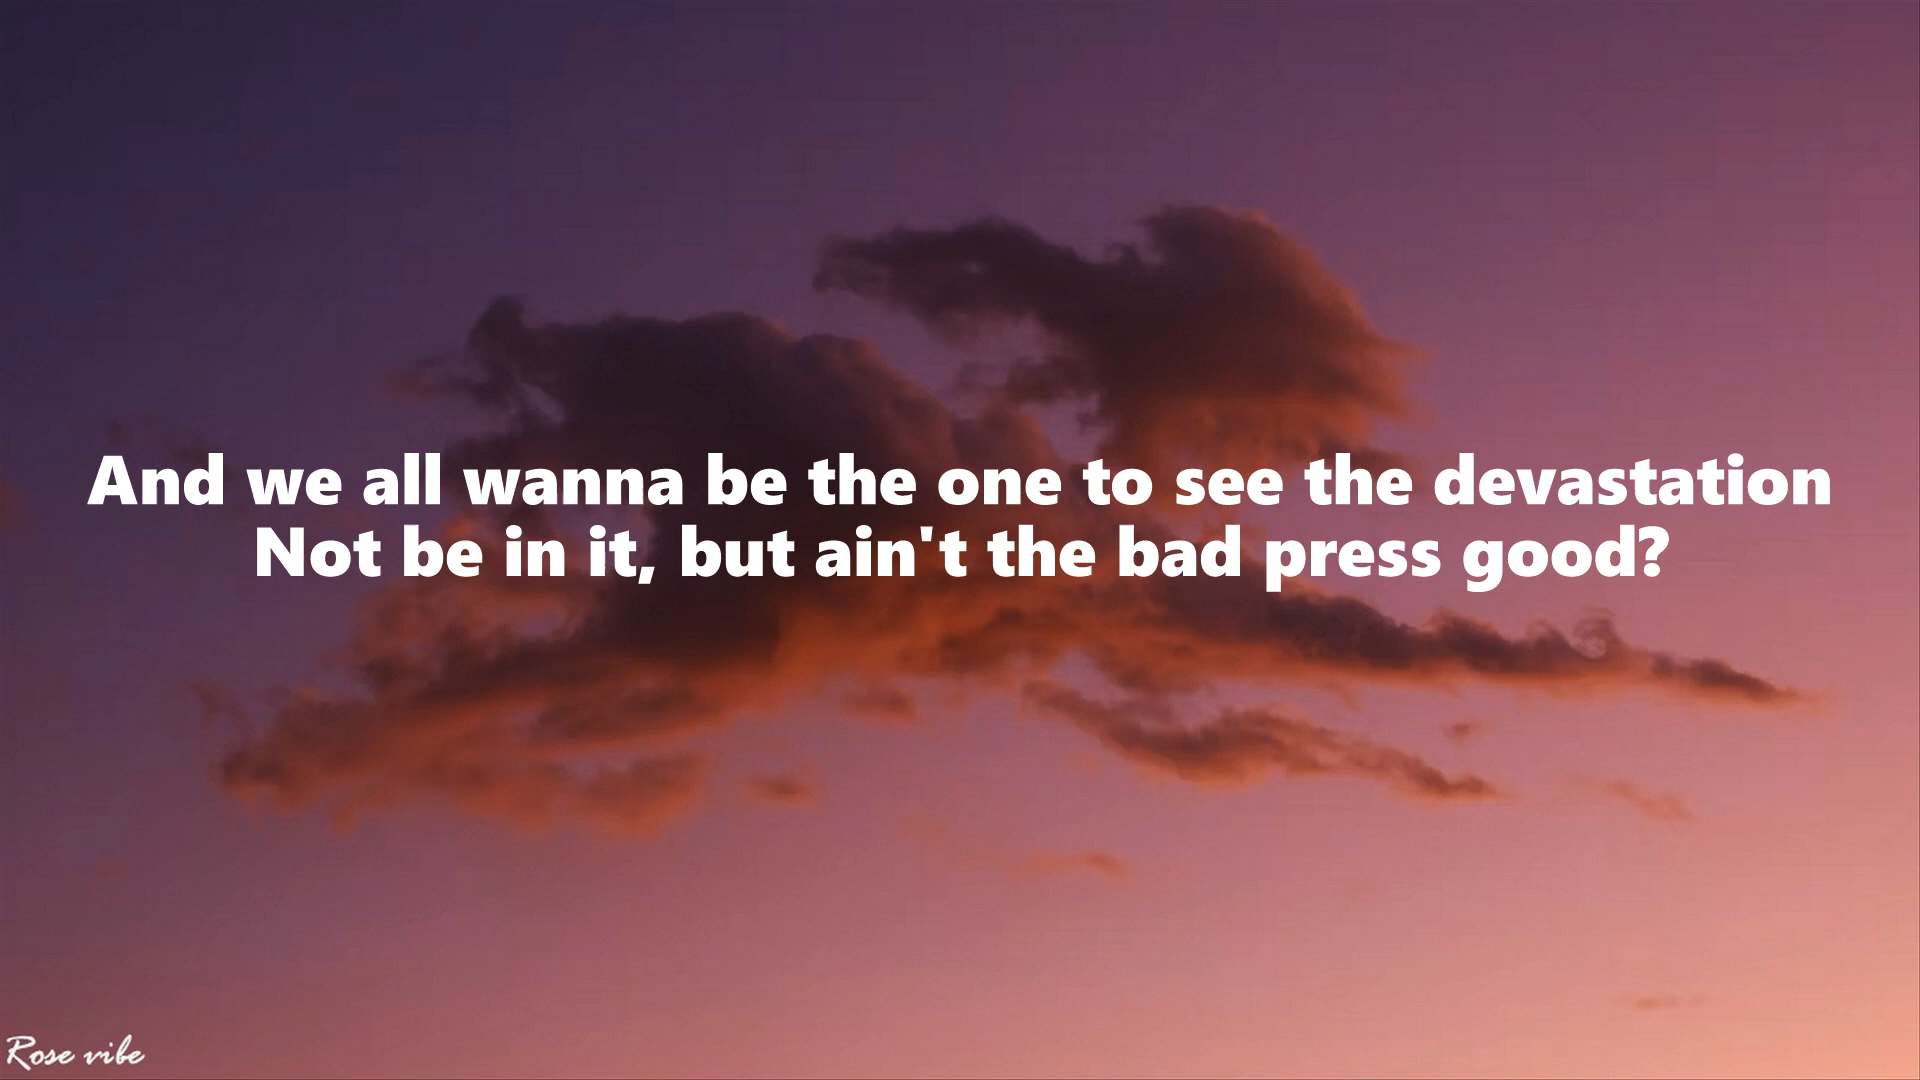 And we all wanna be the one to see the devastation
Not be in it, but ain't the bad press good?
Rose vibe